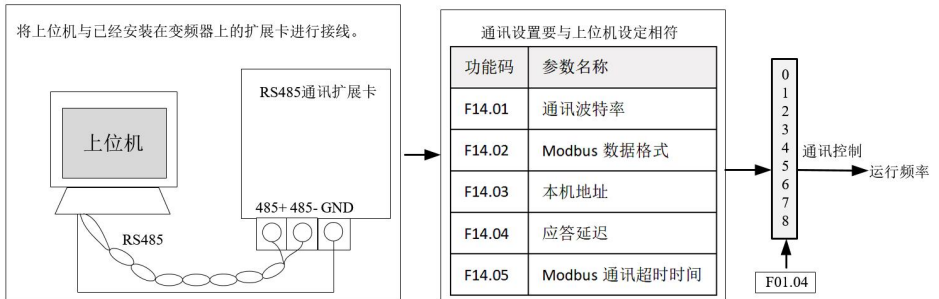 将上位机与已经安装在变频器上的扩展卡进行接线。
RS485通讯扩展卡
上位机
485+ 485- GND
RS485
通讯设置要与上位机设定相符
功能码 参数名称
F14.01 通讯波特率
F14.02 Modbus 数据格式
F14.03 本机地址
F14.04 应答延迟
F14.05 Modbus 通讯超时时间
0
1
2
3
4
5
6
7
8
通讯控制
运行频率
F01.04